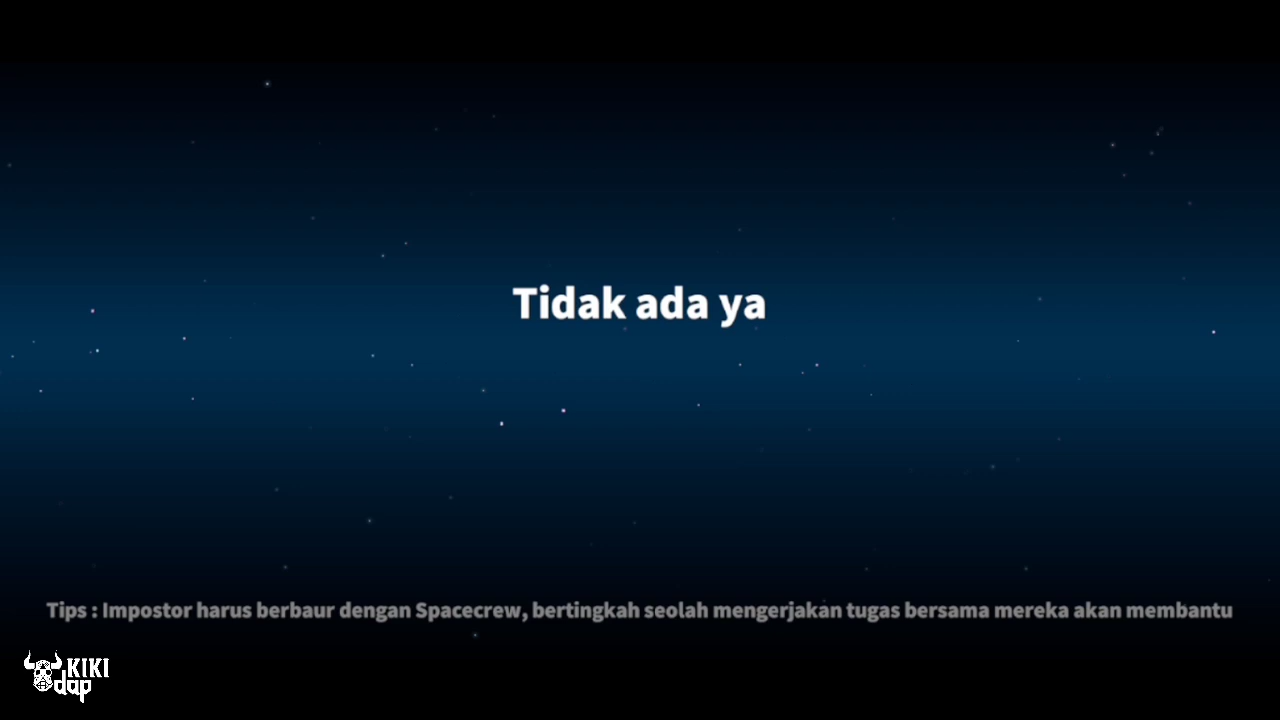 Tidak ada ya
Tips : Impostor harus berbaur dengan Spacecrew, bertingkah seolah mengerjakan tugas bersama mereka akan membantu
KIKI
dap